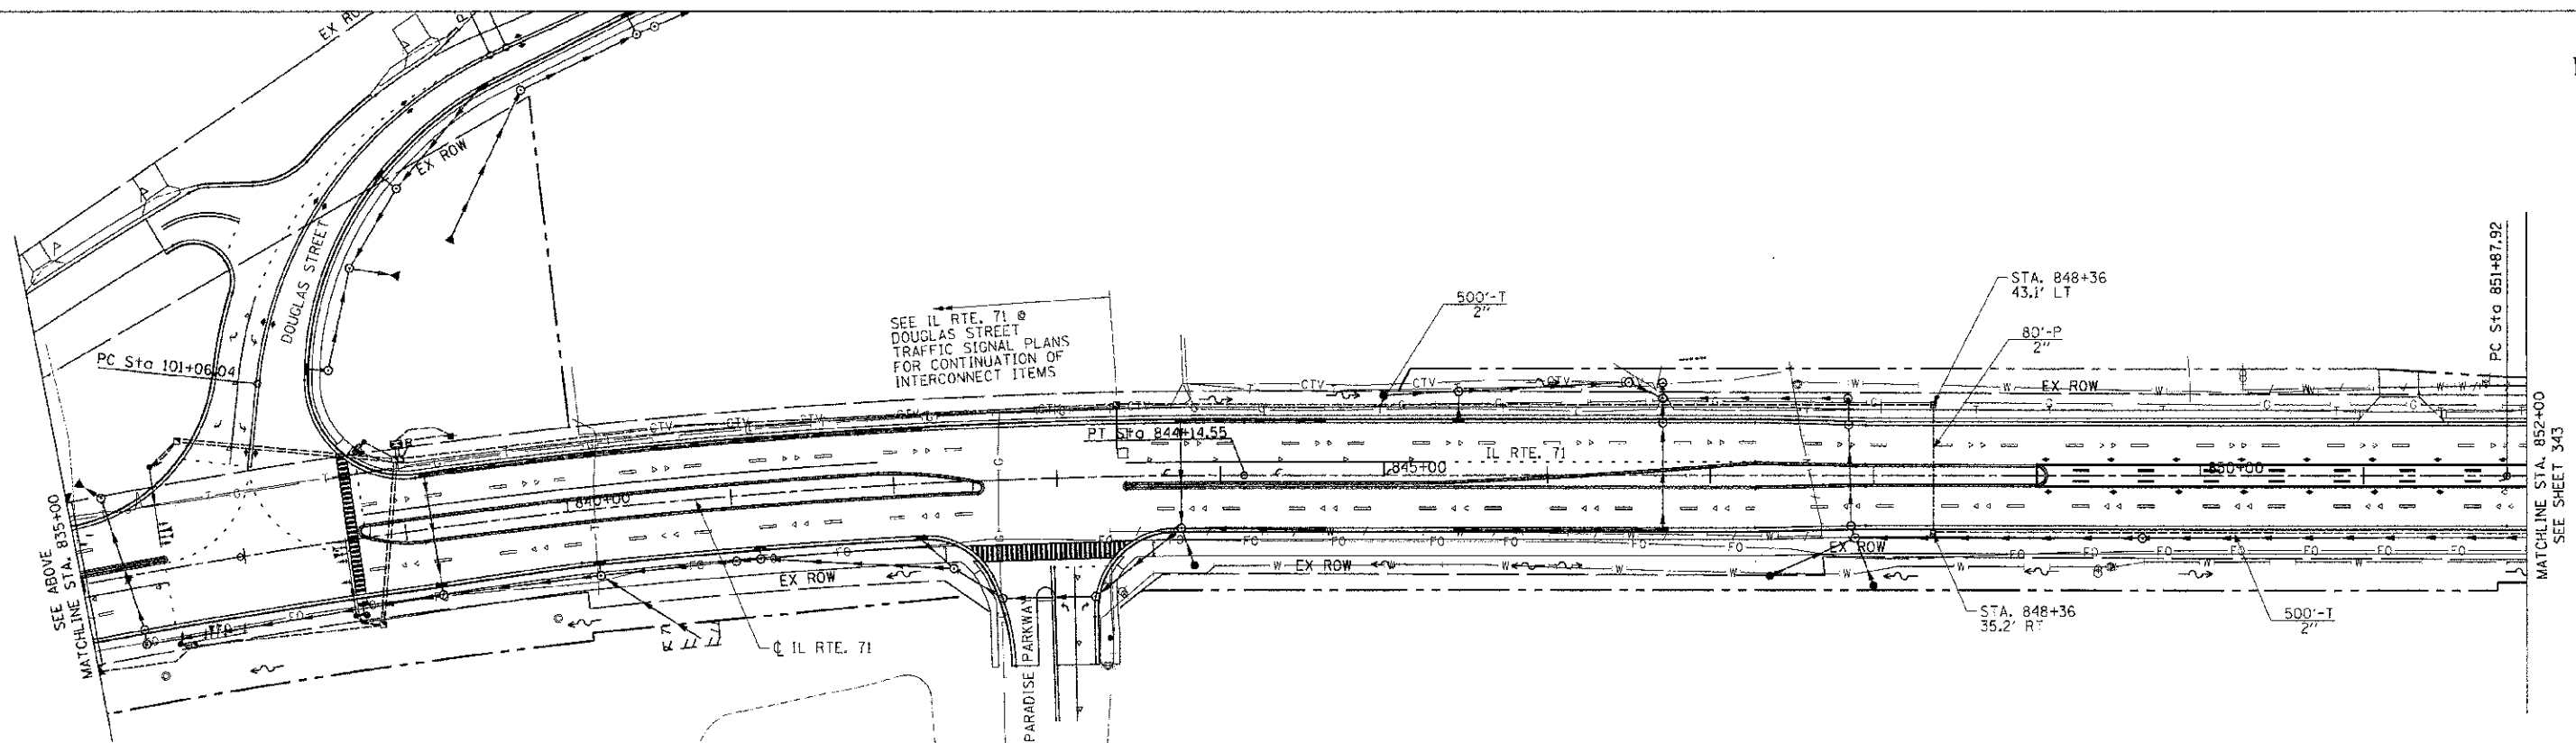 EX RO
EX ROW
DOUGLAS STREET
PC Sta 101+06.04
SEE IL RTE. 71 @
DOUGLAS STREET
TRAFFIC SIGNAL PLANS
FOR CONTINUATION OF
INTERCONNECT ITEMS
500'-T
2"
STA. 848+36
43.1' LT
80'-P
2"
PC Sta 851+87.92
CTV
CTV
CTV
EX ROW
PT Sta 844+14.55
845+00
IL RTE. 71
850+00
840+00
MATCHLINE STA. 852+00
SEE SHEET 343
SEE ABOVE
MATCHLINE STA. 835+00
EX ROW
EX ROW
EX ROW
℄ IL RTE. 71
PARADISE PARKWAY
STA. 848+36
35.2' RT
500'-T
2"